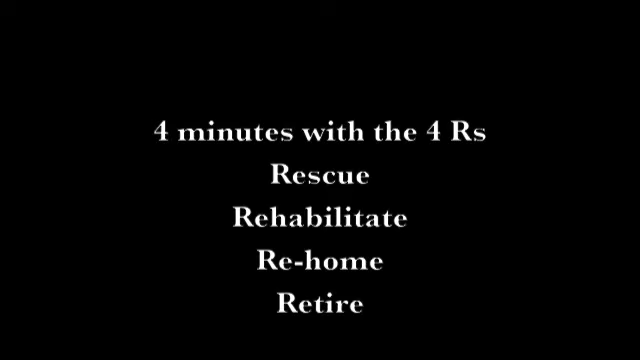 4 minutes with the 4 Rs
Rescue
Rehabilitate
Re-home
Retire